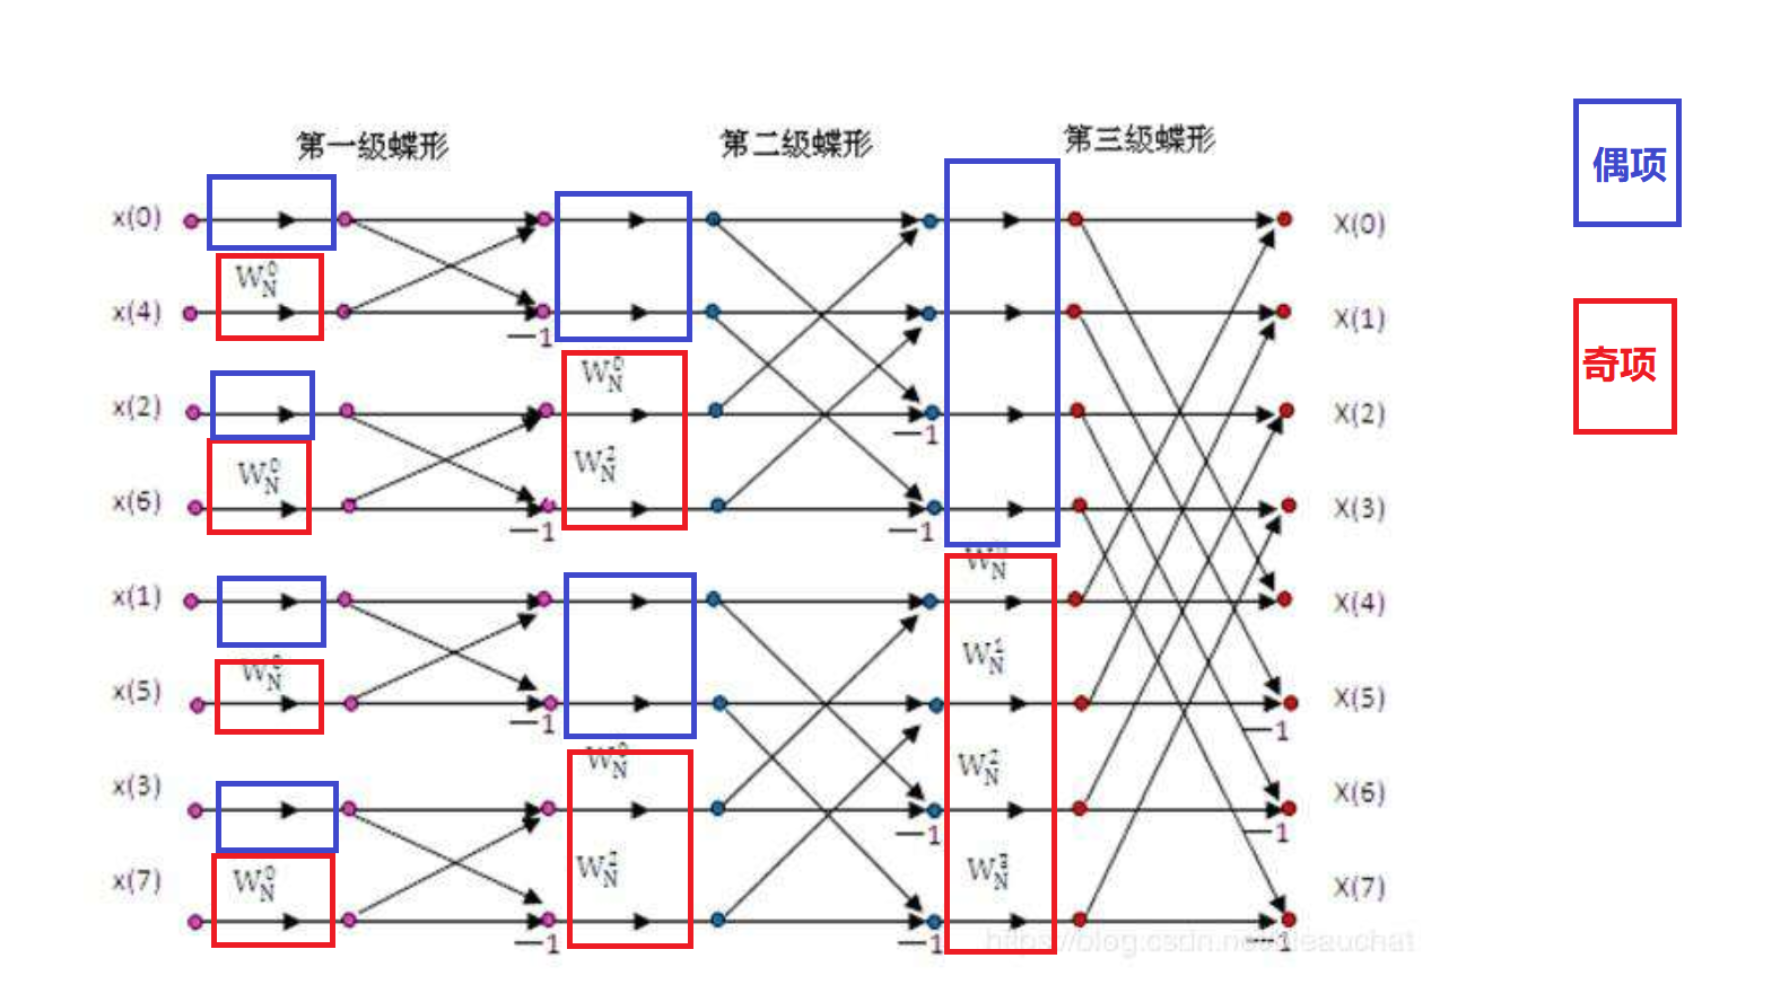 第一级蝶形 第二级蝶形 第三级蝶形
偶项
奇项
x(0) X(0)
W_N^0
x(4) —1 X(1)
W_N^0
x(2) —1 X(2)
W_N^0 W_N^2
x(6) —1 —1 X(3)
W_N^0
x(1) X(4)
W_N^0 W_N^1
x(5) —1 X(5)
—1
W_N^0 W_N^2
x(3) —1 X(6)
—1
W_N^0 W_N^2 W_N^3
x(7) X(7)
—1 —1 —1
https://blog.csdn.net